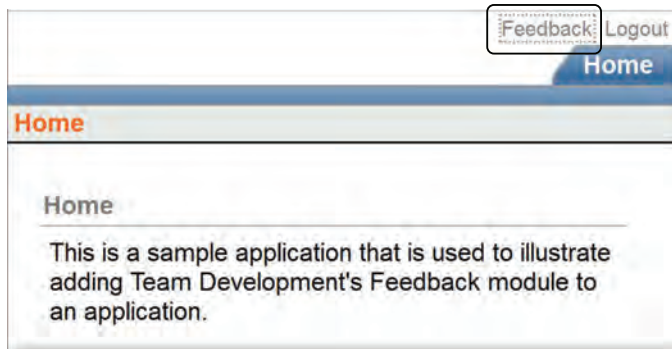 Feedback Logout
Home
Home
Home
This is a sample application that is used to illustrate
adding Team Development's Feedback module to
an application.